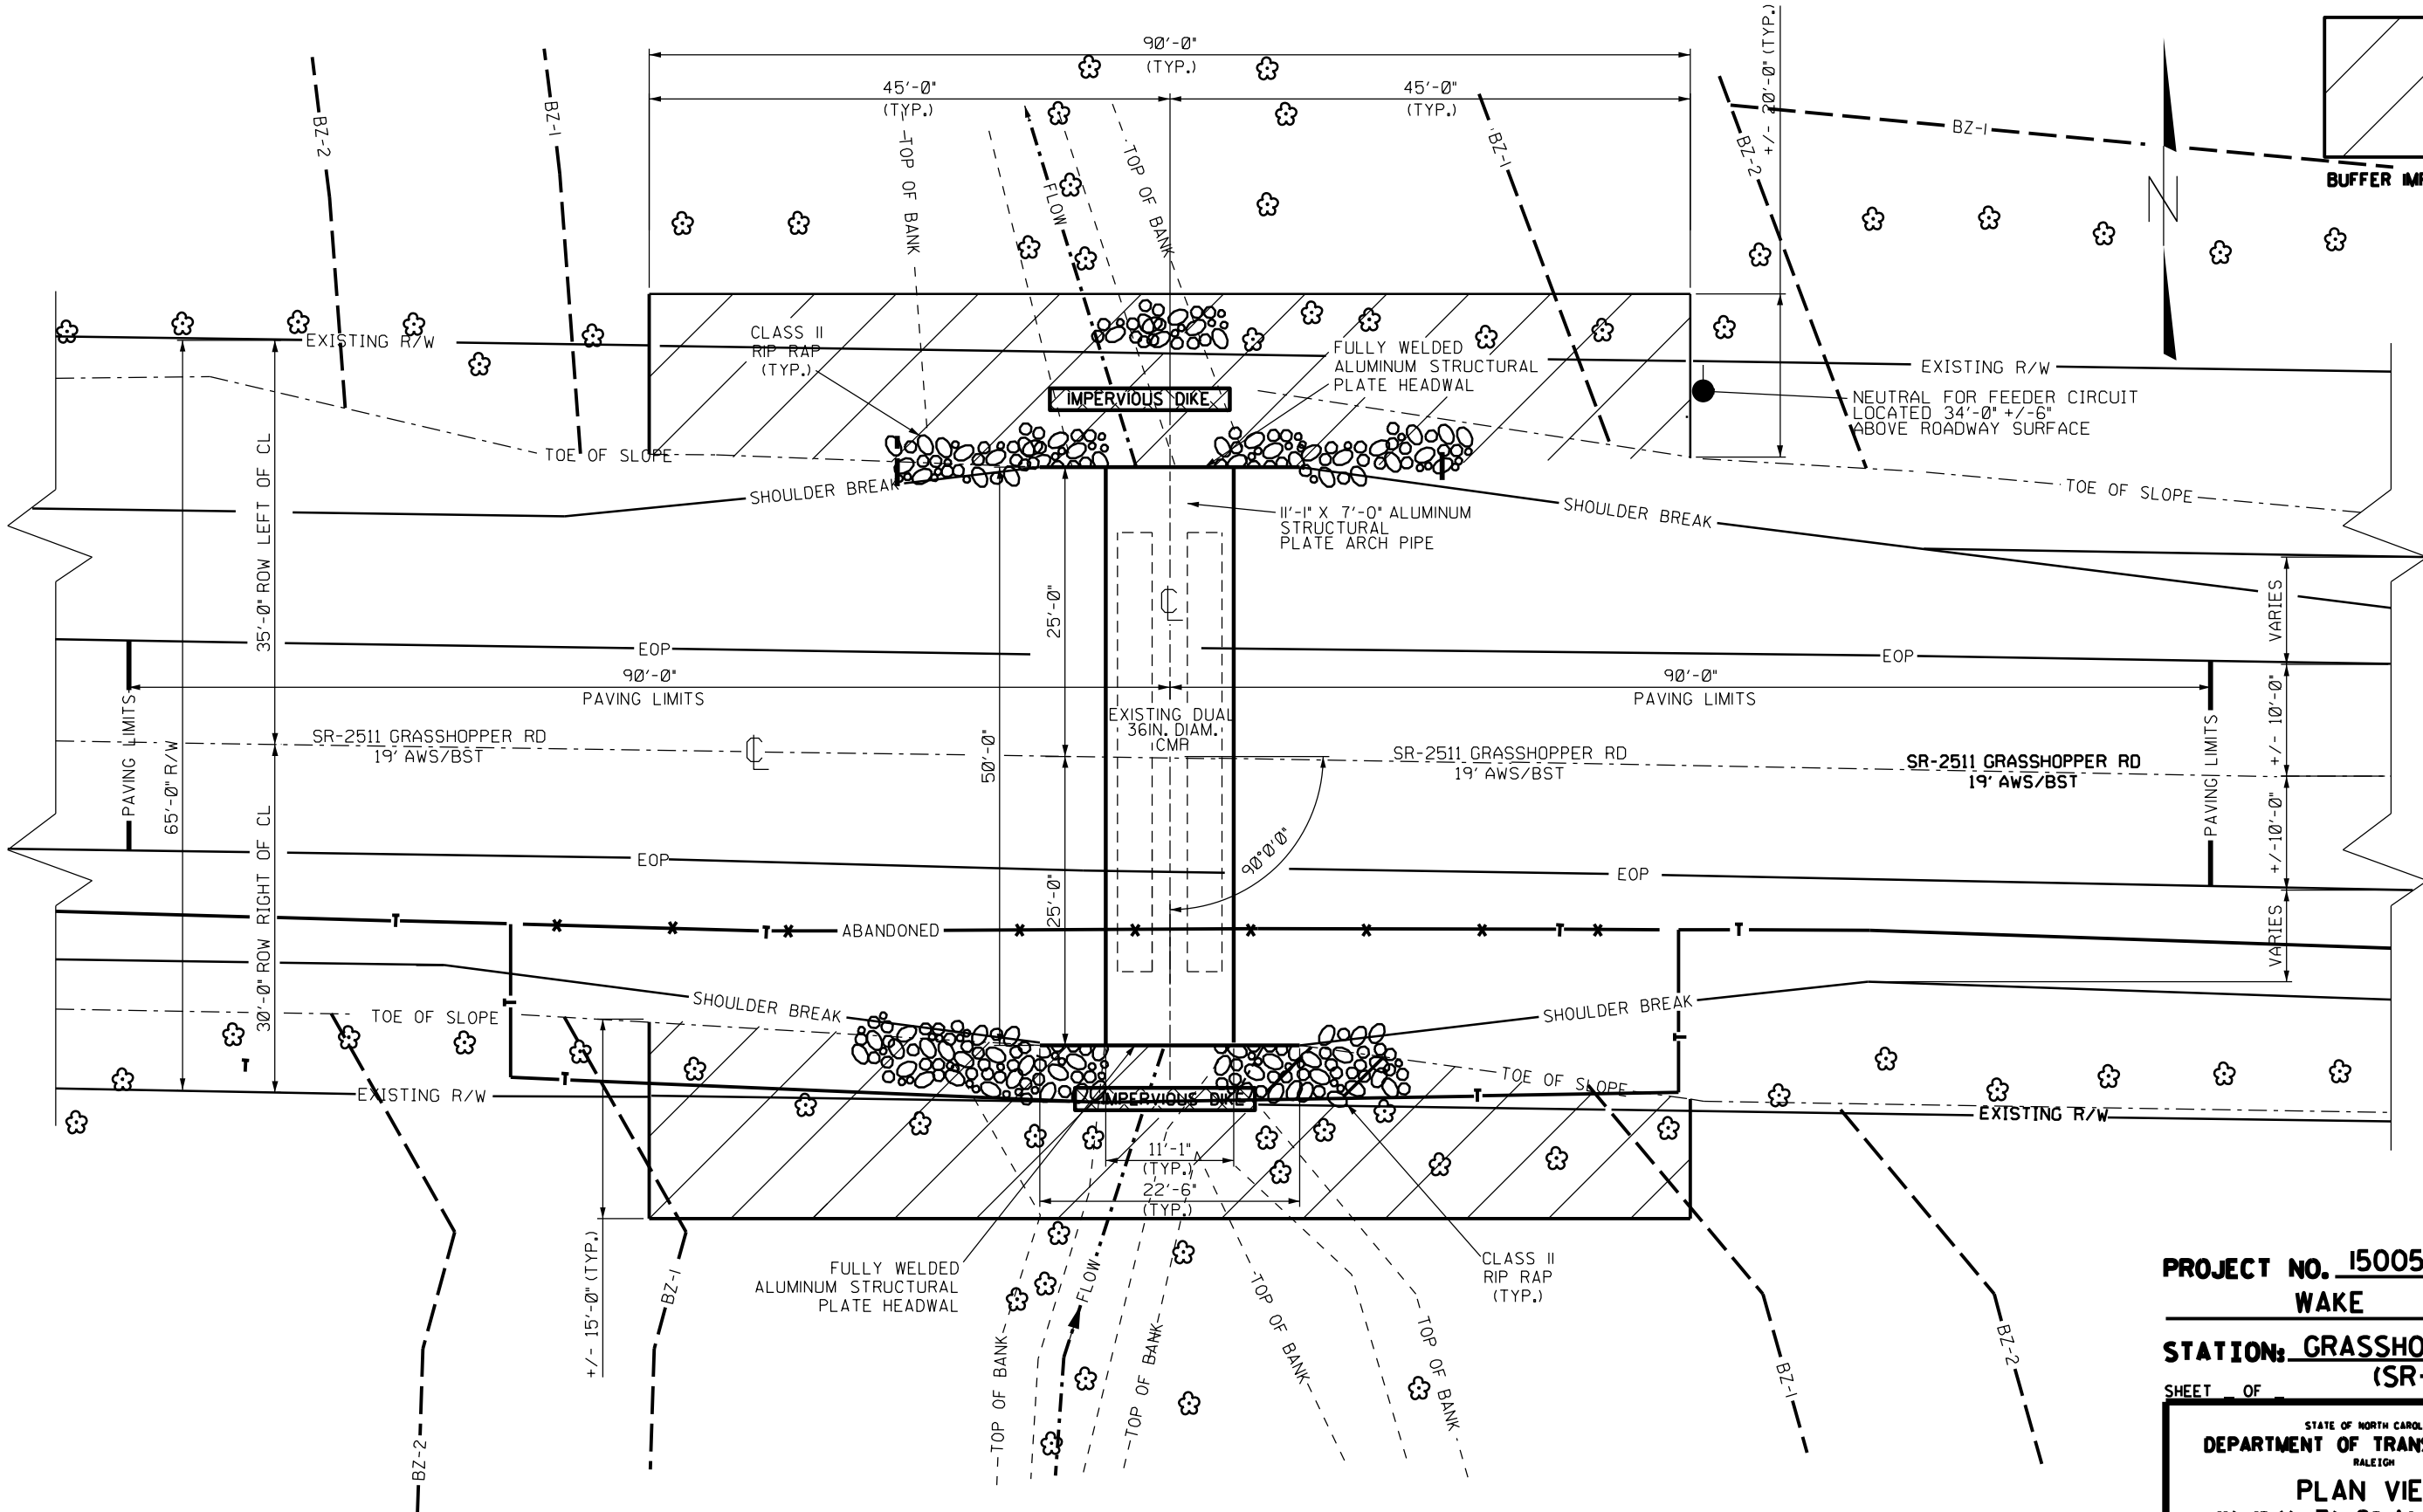 90'-0"
(TYP.)
45'-0"
(TYP.)
45'-0"
(TYP.)
+/- 20'-0" (TYP.)
BZ-2
BZ-1
TOP OF BANK
FLOW
TOP OF BANK
BZ-1
BZ-2
BZ-1
N
BUFFER
EXISTING R/W
CLASS II
RIP RAP
(TYP.)
FULLY WELDED
ALUMINUM STRUCTURAL
PLATE HEADWAL
EXISTING R/W
IMPERVIOUS DIKE
NEUTRAL FOR FEEDER CIRCUIT
LOCATED 34'-0" +/-6"
ABOVE ROADWAY SURFACE
TOE OF SLOPE
SHOULDER BREAK
TOE OF SLOPE
SHOULDER BREAK
11'-1" X 7'-0" ALUMINUM
STRUCTURAL
PLATE ARCH PIPE
35'-0" ROW LEFT OF CL
25'-0"
CL
VARIES
EOP
EOP
90'-0"
PAVING LIMITS
90'-0"
PAVING LIMITS
PAVING LIMITS
65'-0" R/W
SR-2511 GRASSHOPPER RD
19' AWS/BST
CL
50'-0"
EXISTING DUAL
36IN. DIAM.
CMP
SR-2511 GRASSHOPPER RD
19' AWS/BST
SR-2511 GRASSHOPPER RD
19' AWS/BST
PAVING LIMITS
+/- 10'-0"
+/-10'-0"
90°0'0"
EOP
EOP
30'-0" ROW RIGHT OF CL
25'-0"
VARIES
T
T
ABANDONED
T
T
SHOULDER BREAK
SHOULDER BREAK
TOE OF SLOPE
T
T
T
T
T
TOE OF SLOPE
EXISTING R/W
IMPERVIOUS DIKE
EXISTING R/W
11'-1"
(TYP.)
22'-6"
(TYP.)
+/- 15'-0" (TYP.)
FULLY WELDED
ALUMINUM STRUCTURAL
PLATE HEADWAL
CLASS II
RIP RAP
(TYP.)
BZ-2
BZ-1
TOP OF BANK
FLOW
TOP OF BANK
TOP OF BANK
TOP OF BANK
BZ-1
BZ-2
PROJECT NO. 15005
WAKE
STATION: GRASSHO
(SR-
SHEET _ OF _
STATE OF NORTH CAROL
DEPARTMENT OF TRANS
RALEIGH
PLAN VIE